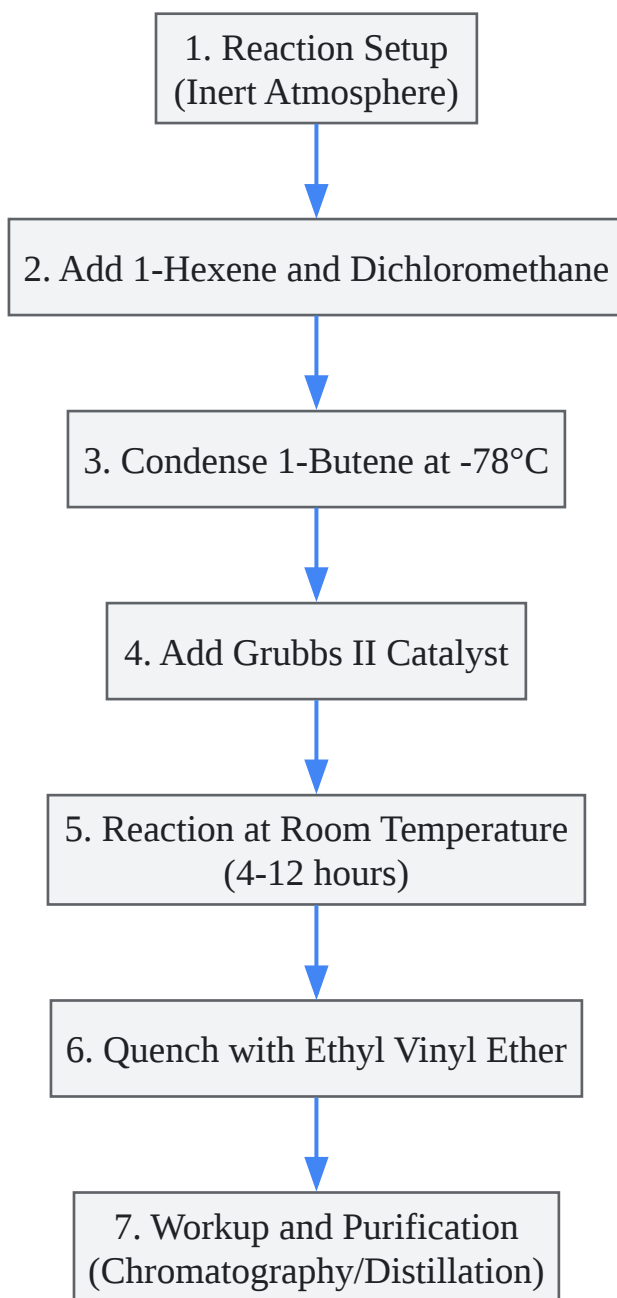 1. Reaction Setup
(Inert Atmosphere)
2. Add 1-Hexene and Dichloromethane
3. Condense 1-Butene at -78°C
4. Add Grubbs II Catalyst
5. Reaction at Room Temperature
(4-12 hours)
6. Quench with Ethyl Vinyl Ether
7. Workup and Purification
(Chromatography/Distillation)